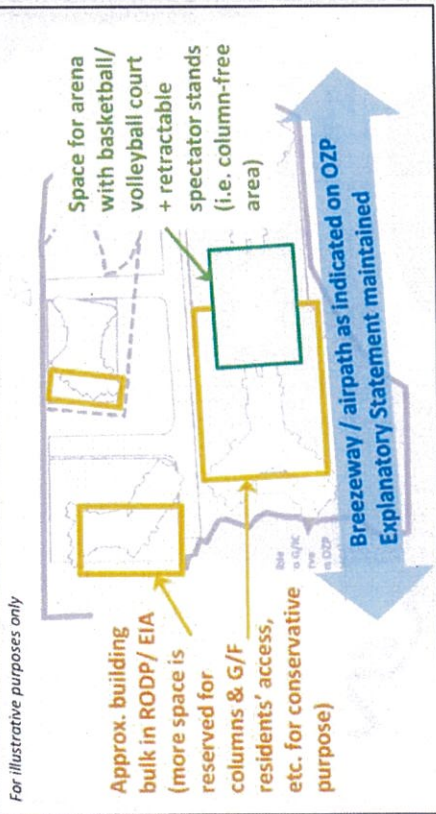 For illustrative purposes only
Approx. building
bulk in RODP/ EIA
(more space is
reserved for
columns & G/F
residents' access,
etc. for conservative
purpose)
Space for arena
with basketball/
volleyball court
+ retractable
spectator stands
(i.e. column-free
area)
G/IC
OZP
Breezeway / airpath as indicated on OZP
Explanatory Statement maintained